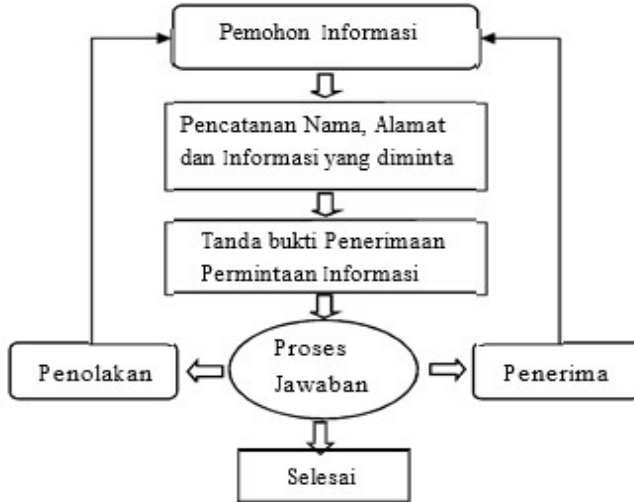 Pemohon Informasi
Pencatanan Nama, Alamat
dan Informasi yang diminta
Tanda bukti Penerimaan
Permintaan Informasi
Proses
Jawaban
Penolakan
Penerima
Selesai